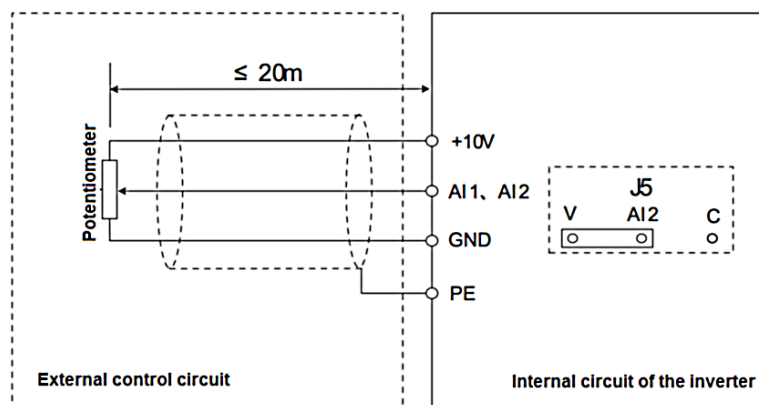 ≤ 20m
Potentiometer
+10V
AI1、AI2
GND
PE
J5
V AI2 C
External control circuit
Internal circuit of the inverter